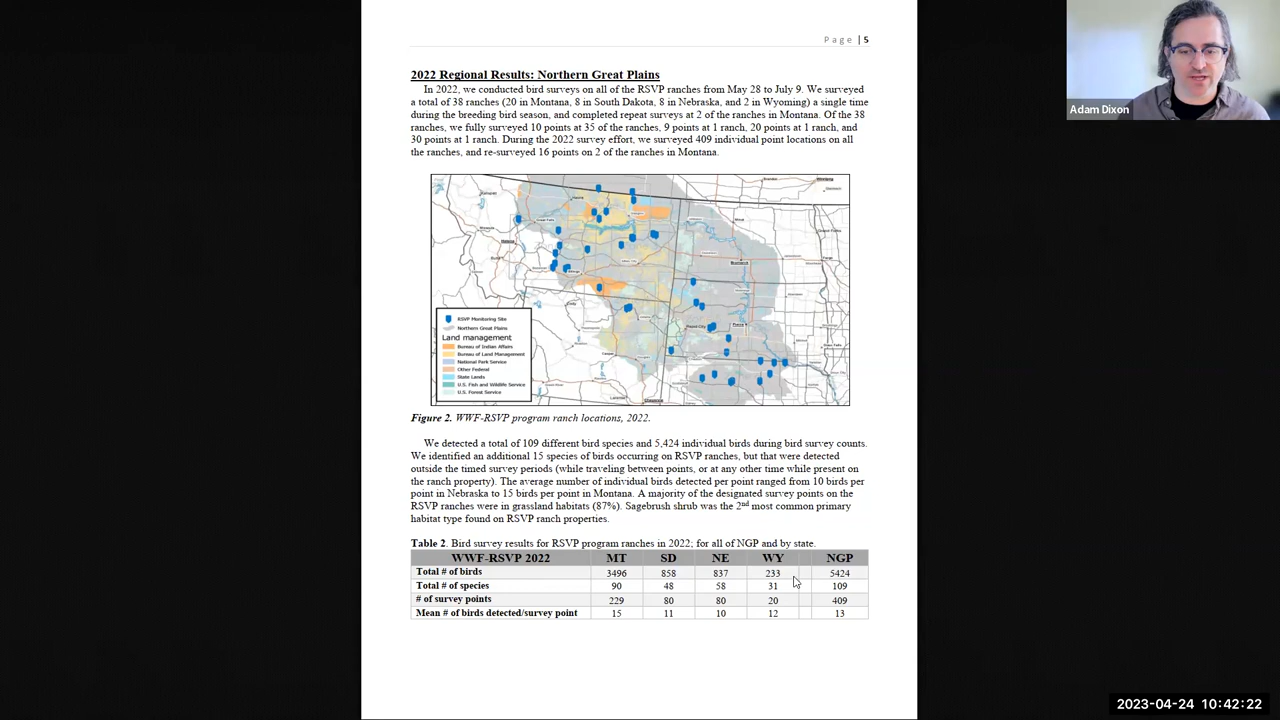 Page | 5
2022 Regional Results: Northern Great Plains
In 2022, we conducted bird surveys on all of the RSVP ranches from May 28 to July 9. We surveyed
a total of 38 ranches (20 in Montana, 8 in South Dakota, 8 in Nebraska, and 2 in Wyoming) a single time
during the breeding bird season, and completed repeat surveys at 2 of the ranches in Montana. Of the 38
ranches, we fully surveyed 10 points at 35 of the ranches, 9 points at 1 ranch, 20 points at 1 ranch, and
30 points at 1 ranch. During the 2022 survey effort, we surveyed 409 individual point locations on all
the ranches, and re-surveyed 16 points on 2 of the ranches in Montana.
RSVP Monitoring Site
Northern Great Plains
Land management
Bureau of Indian Affairs
Bureau of Land Management
National Park Service
Other Federal
State Lands
U.S. Fish and Wildlife Service
U.S. Forest Service
Figure 2. WWF-RSVP program ranch locations, 2022.
We detected a total of 109 different bird species and 5,424 individual birds during bird survey counts.
We identified an additional 15 species of birds occurring on RSVP ranches, but that were detected
outside the timed survey periods (while traveling between points, or at any other time while present on
the ranch property). The average number of individual birds detected per point ranged from 10 birds per
point in Nebraska to 15 birds per point in Montana. A majority of the designated survey points on the
RSVP ranches were in grassland habitats (87%). Sagebrush shrub was the 2nd most common primary
habitat type found on RSVP ranch properties.
Table 2. Bird survey results for RSVP program ranches in 2022; for all of NGP and by state.
WWF-RSVP 2022 MT SD NE WY NGP
Total # of birds 3496 858 837 233 5424
Total # of species 90 48 58 31 109
# of survey points 229 80 80 20 409
Mean # of birds detected/survey point 15 11 10 12 13
Adam Dixon
2023-04-24 10:42:22